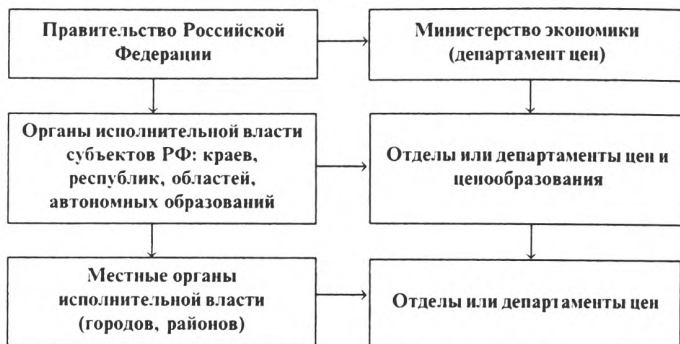 Правительство Российской
Федерации
Министерство экономики
(департамент цен)
Органы исполнительной власти
субъектов РФ: краев,
республик, областей,
автономных образований
Отделы или департаменты цен и
ценообразования
Местные органы
исполнительной власти
(городов, районов)
Отделы или департаменты цен